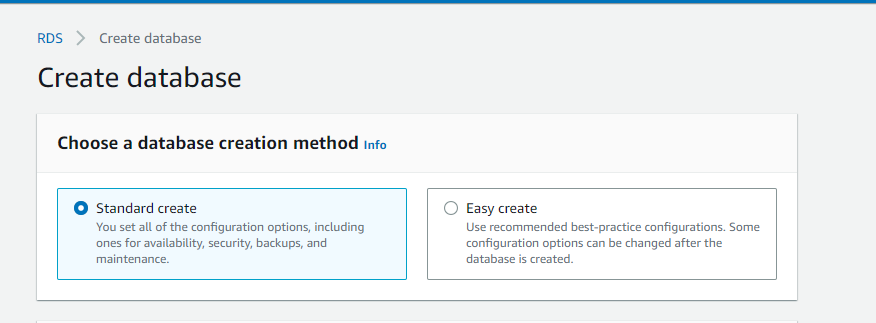 RDS > Create database
Create database
Choose a database creation method Info
Standard create
You set all of the configuration options, including
ones for availability, security, backups, and
maintenance.
Easy create
Use recommended best-practice configurations. Some
configuration options can be changed after the
database is created.